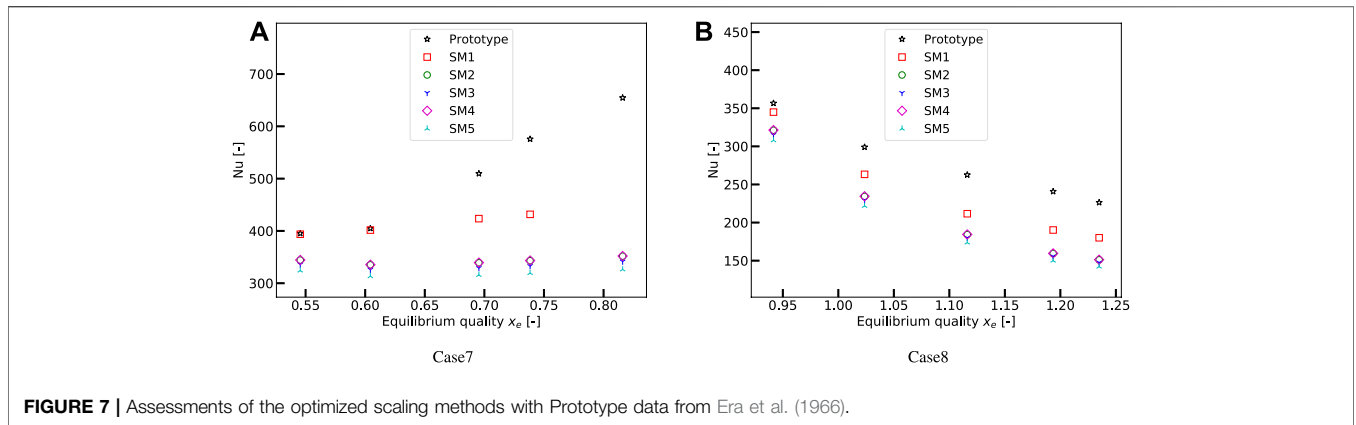 A
Prototype
SM1
SM2
SM3
SM4
SM5
700
600
500
400
300
Nu [-]
0.55 0.60 0.65 0.70 0.75 0.80
Equilibrium quality xₑ [-]
Case7
B
Prototype
SM1
SM2
SM3
SM4
SM5
450
400
350
300
250
200
150
Nu [-]
0.95 1.00 1.05 1.10 1.15 1.20 1.25
Equilibrium quality xₑ [-]
Case8
FIGURE 7 | Assessments of the optimized scaling methods with Prototype data from Era et al. (1966).